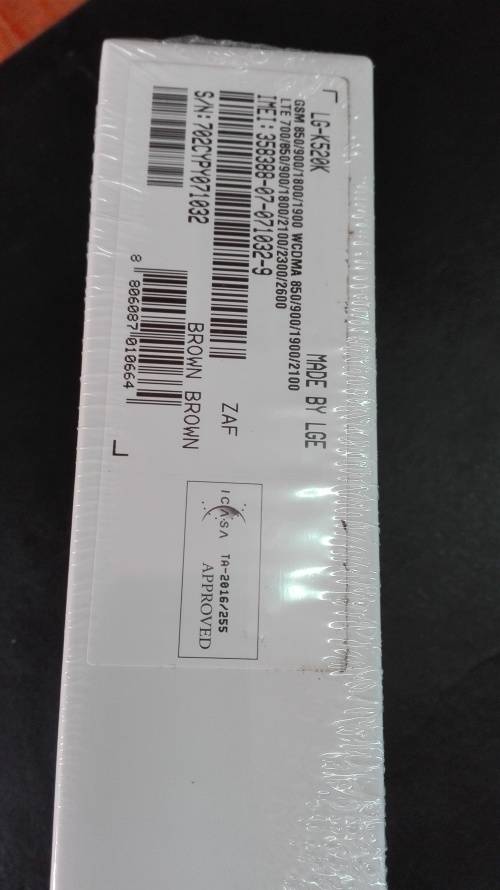 LG-K520K
MADE BY LGE
GSM 850/900/1800/1900 WCDMA 850/900/1900/2100
LTE 700/850/900/1800/2100/2300/2600
IMEI:358388-07-071032-9
ZAF
S/N:702CYPY071032
BROWN BROWN
8 806087 010664
ICASA
TA-2016/255
APPROVED